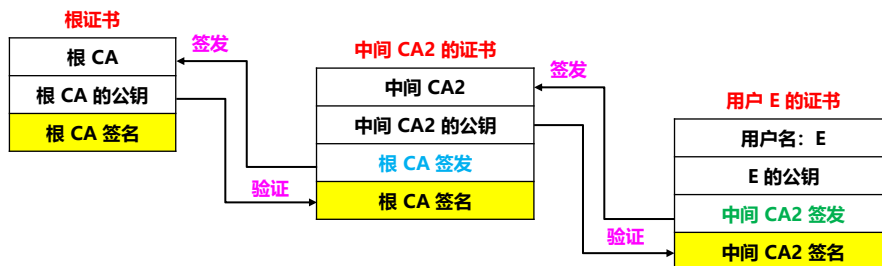 根证书
根 CA
根 CA 的公钥
根 CA 签名
签发
验证
中间 CA2 的证书
中间 CA2
中间 CA2 的公钥
根 CA 签发
根 CA 签名
签发
验证
用户 E 的证书
用户名：E
E 的公钥
中间 CA2 签发
中间 CA2 签名